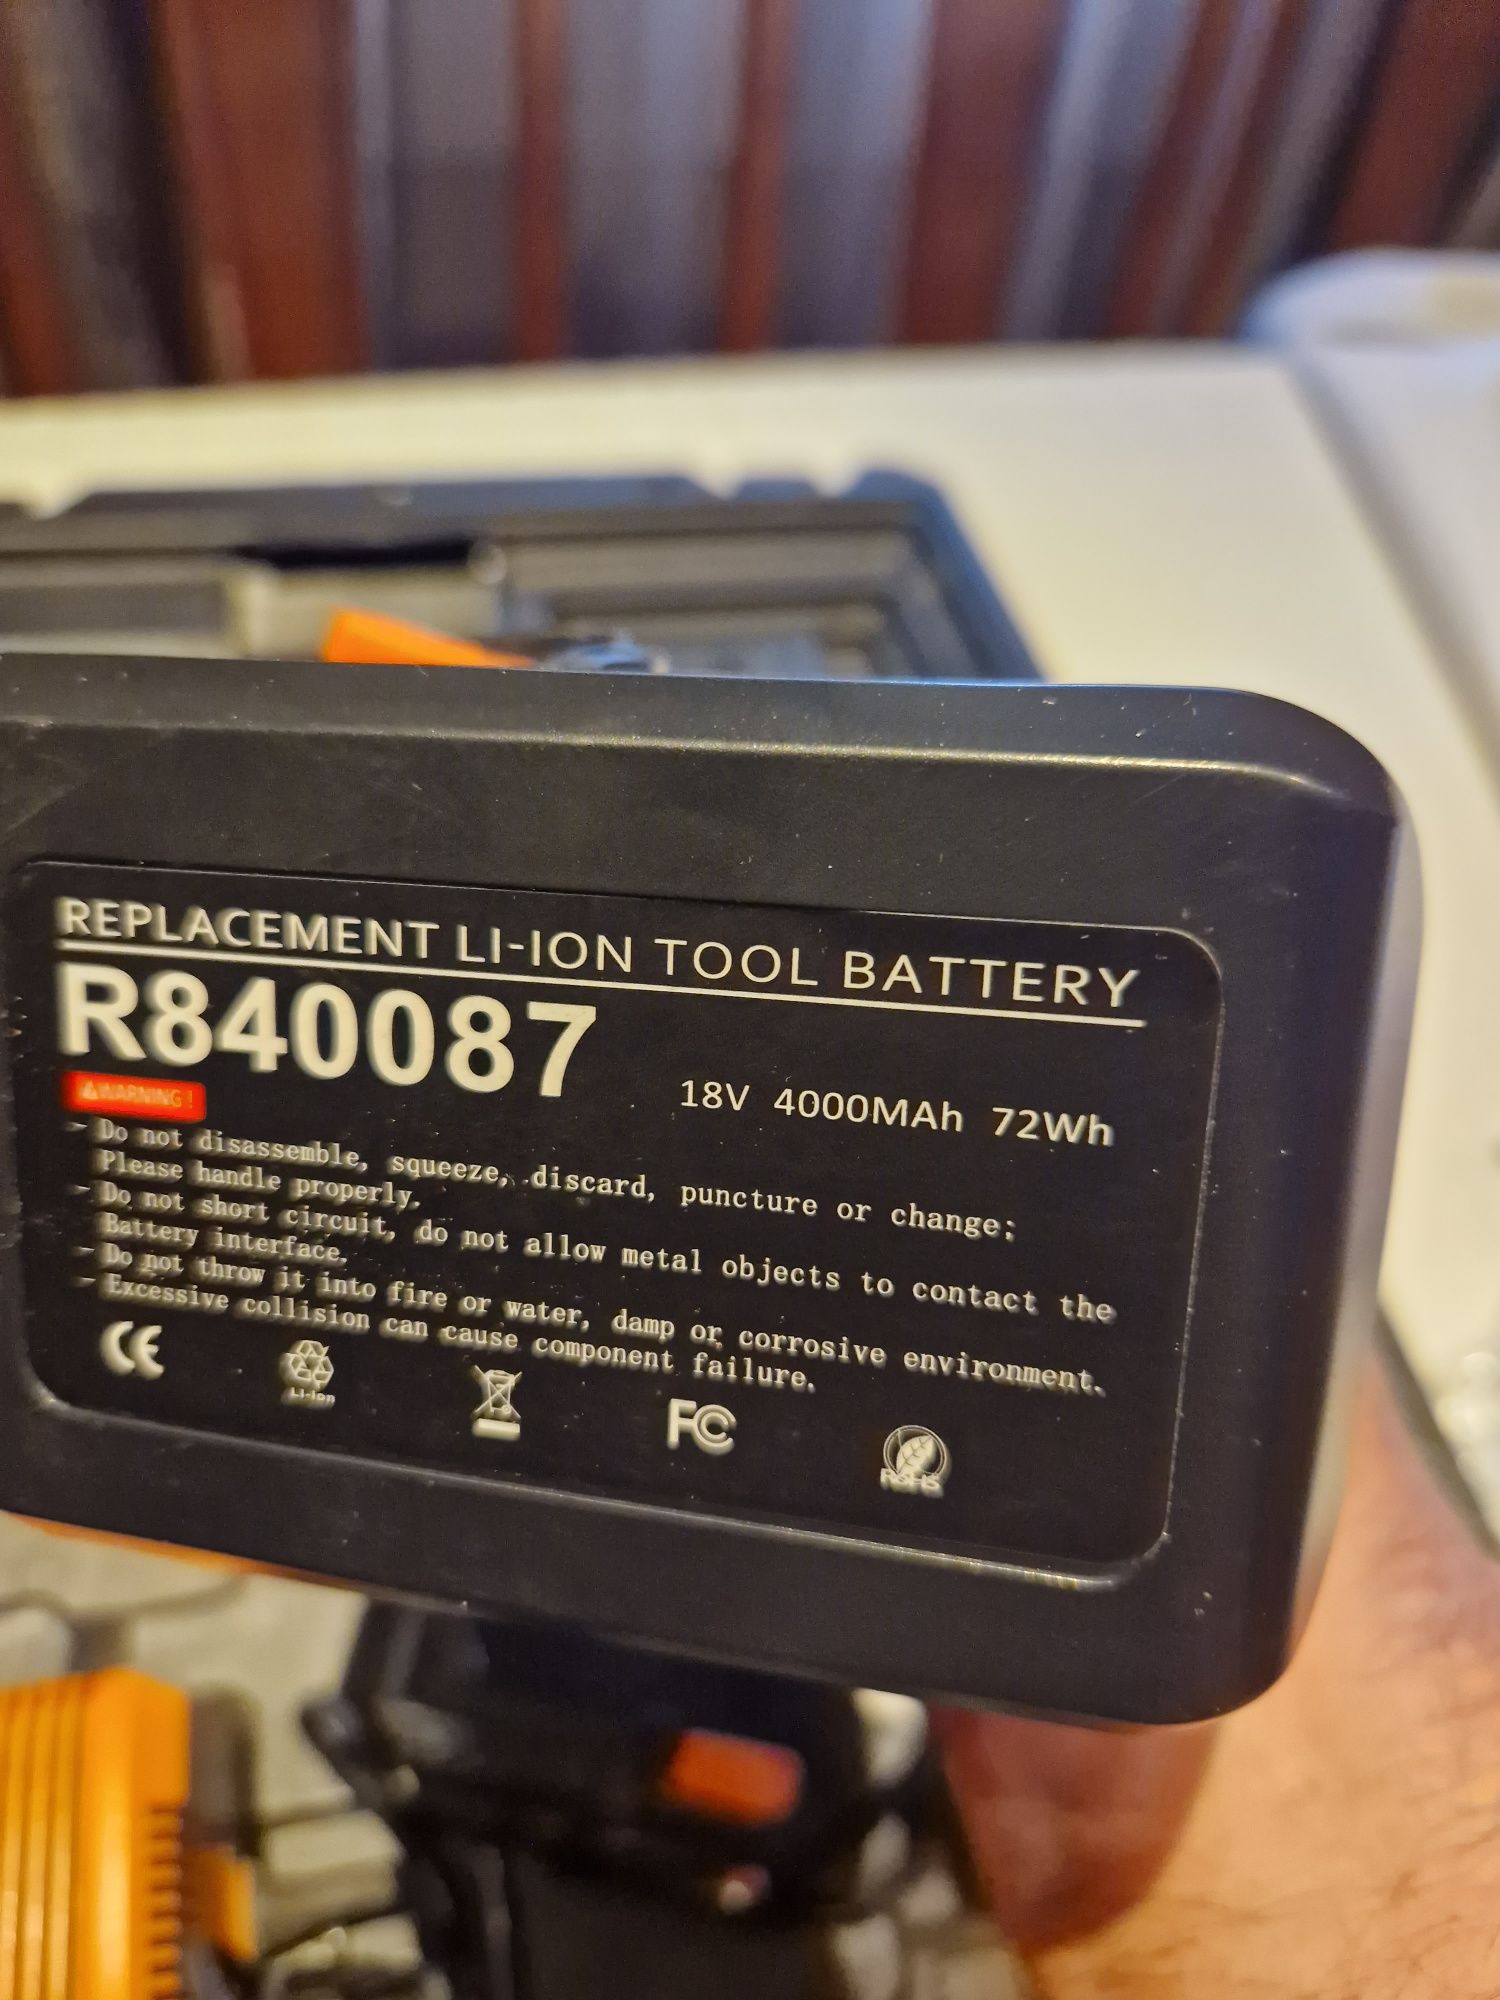 REPLACEMENT LI-ION TOOL BATTERY
R840087
18V 4000MAh 72Wh
WARNING !
- Do not disassemble, squeeze, discard, puncture or change;
Please handle properly.
- Do not short circuit, do not allow metal objects to contact the
Battery interface.
- Do not throw it into fire or water, damp or corrosive environment.
- Excessive collision can cause component failure.
CE
Li-Ion
FC
RoHS